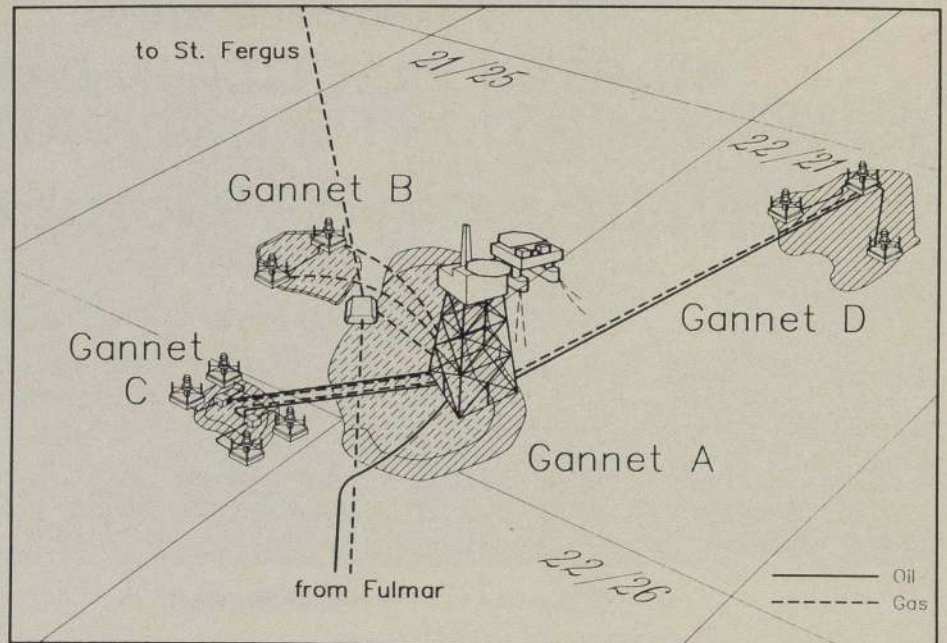 to St. Fergus
21/25
22/21
Gannet B
Gannet D
Gannet
C
Gannet A
22/26
from Fulmar
Oil
Gas